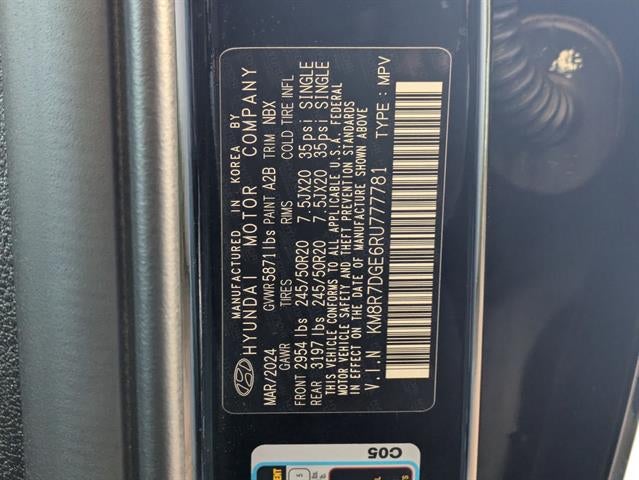 MANUFACTURED IN KOREA BY
HYUNDAI MOTOR COMPANY
MAR/2024 GVWR 5871 lbs PAINT A2B TRIM NBX
GAWR TIRES RIMS COLD TIRE INFL
FRONT 2954 lbs 245/50R20 7,5JX20 35psi SINGLE
REAR 3197 lbs 245/50R20 7,5JX20 35psi SINGLE
THIS VEHICLE CONFORMS TO ALL APPLICABLE U.S.A. FEDERAL
MOTOR VEHICLE SAFETY AND THEFT PREVENTION STANDARDS
IN EFFECT ON THE DATE OF MANUFACTURE SHOWN ABOVE
V.I.N KM8R7DGE6RU777781 TYPE : MPV
C05